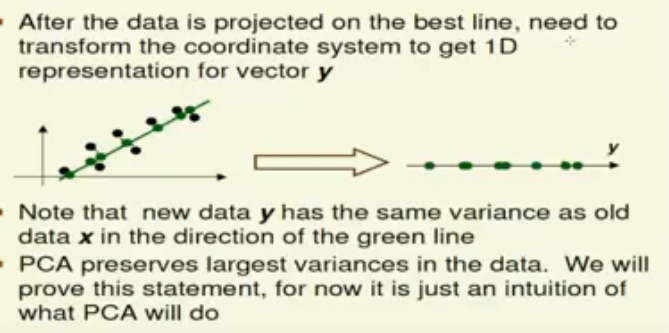 - After the data is projected on the best line, need to
transform the coordinate system to get 1D
representation for vector y
y
- Note that new data y has the same variance as old
data x in the direction of the green line
- PCA preserves largest variances in the data. We will
prove this statement, for now it is just an intuition of
what PCA will do